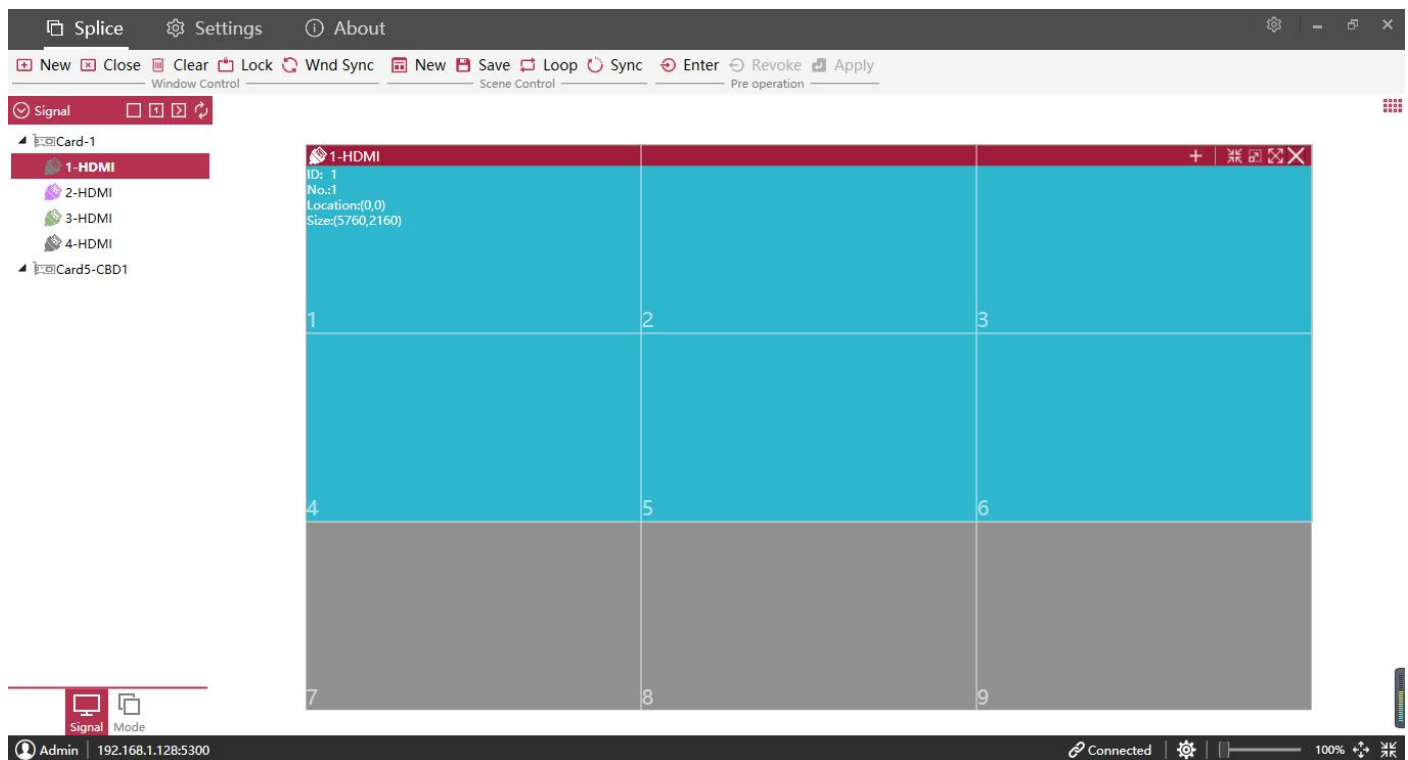 Splice Settings About
New Close Clear Lock Wnd Sync New Save Loop Sync Enter Revoke Apply
Window Control Scene Control Pre operation
Signal
Card-1
1-HDMI
2-HDMI
3-HDMI
4-HDMI
Card5-CBD1
1-HDMI
ID: 1
No.:1
Location:(0,0)
Size:(5760,2160)
1 2 3
4 5 6
7 8 9
Signal Mode
Admin 192.168.1.128:5300 Connected 100%